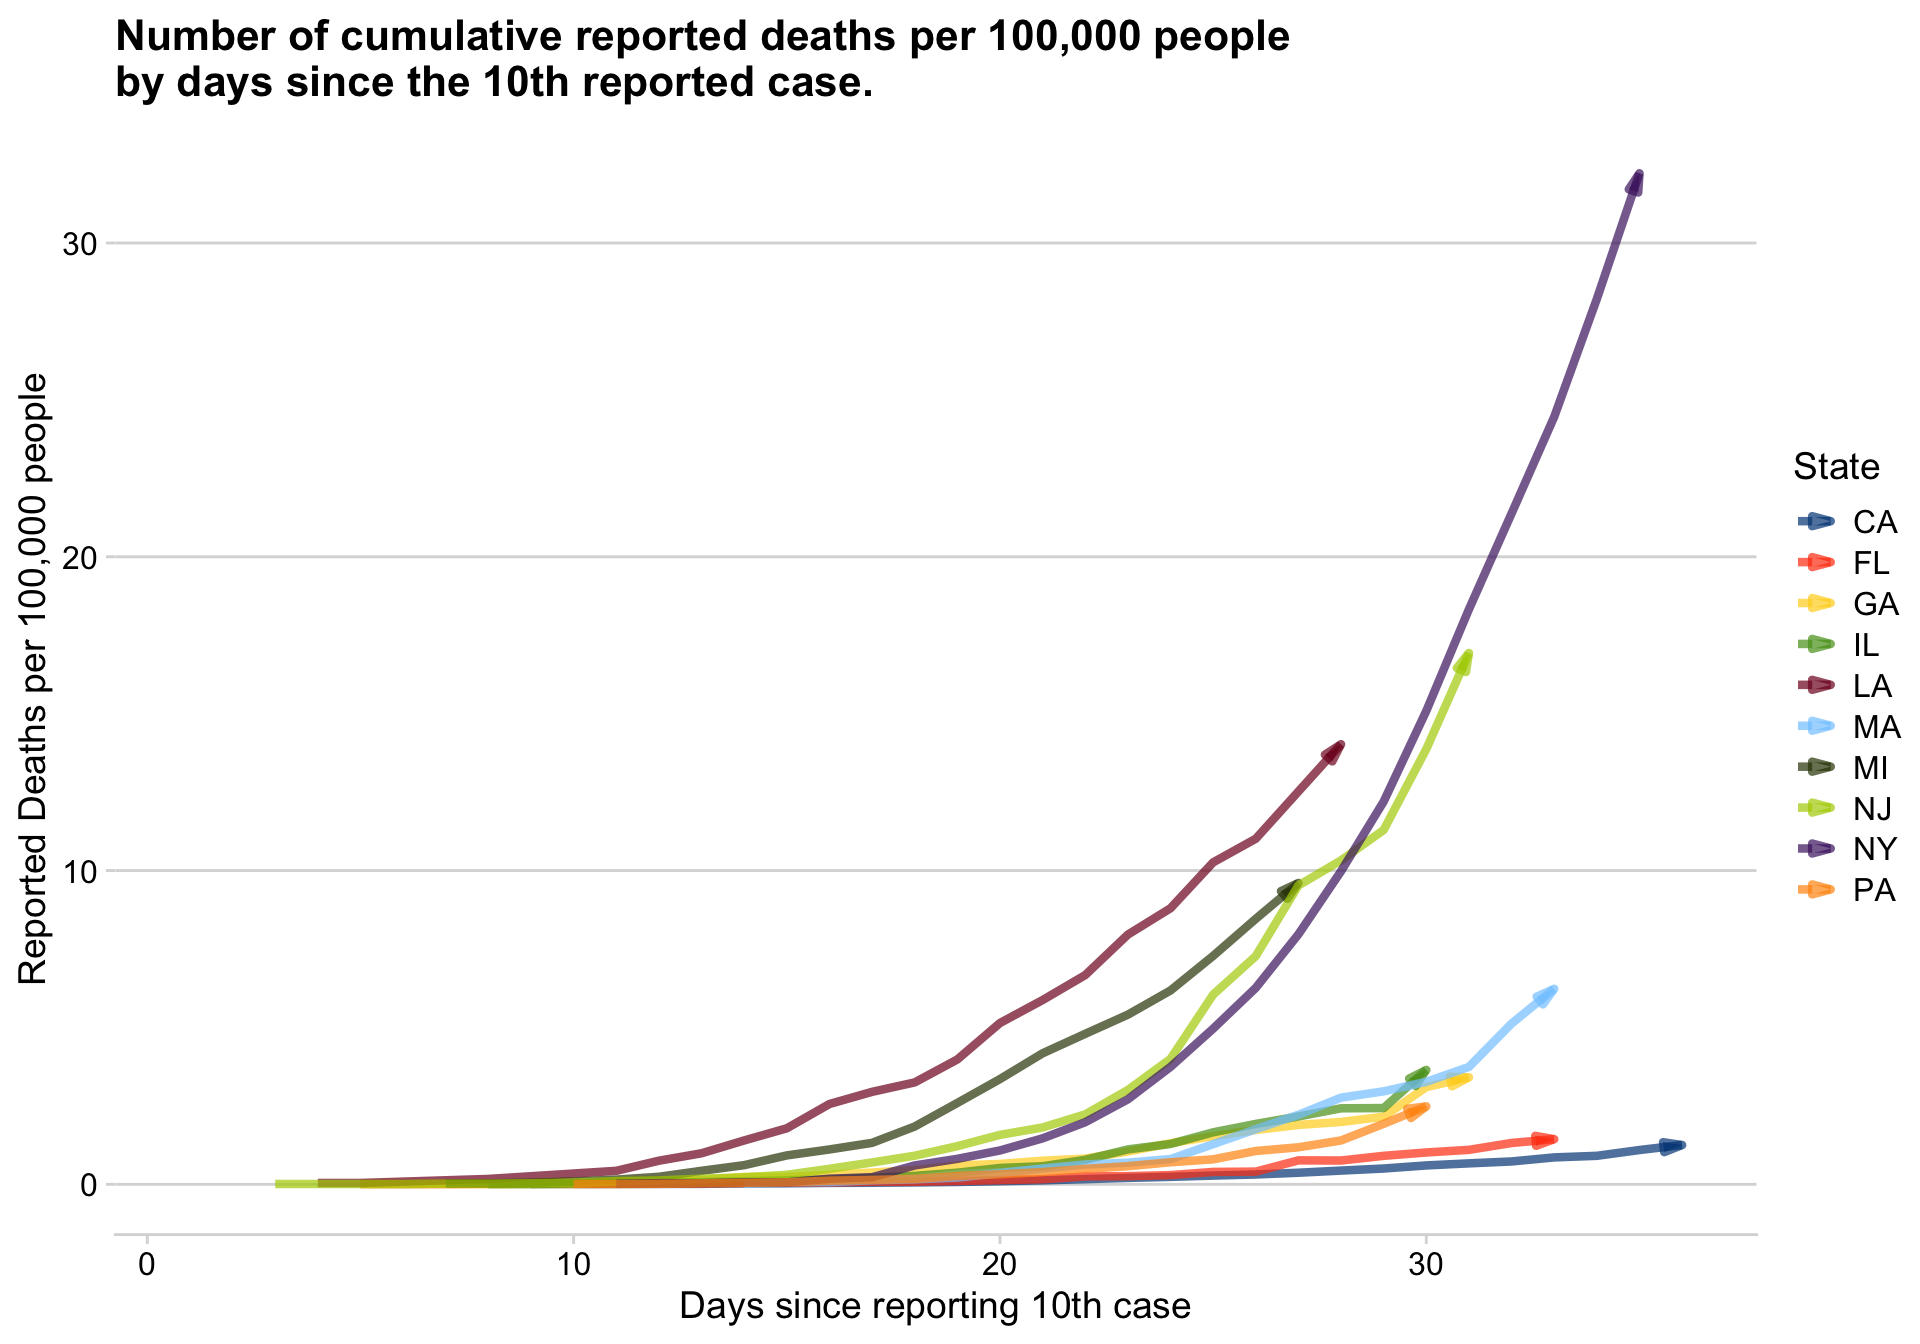 Number of cumulative reported deaths per 100,000 people
by days since the 10th reported case.
Reported Deaths per 100,000 people
30
20
10
0
0
10
20
30
Days since reporting 10th case
State
CA
FL
GA
IL
LA
MA
MI
NJ
NY
PA